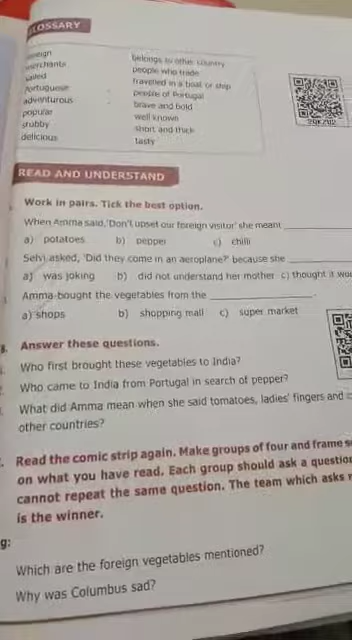 GLOSSARY
foreign belongs to other country
merchants people who trade
sailed travelled in a boat or ship
Portuguese people of Portugal
adventurous brave and bold
popular well known
stubby short and thick
delicious tasty
READ AND UNDERSTAND
Work in pairs. Tick the best option.
When Amma said, 'Don't upset our foreign visitor' she meant
a) potatoes b) pepper c) chilli
Selvi asked, 'Did they come in an aeroplane?' because she
a) was joking b) did not understand her mother c) thought it
Amma bought the vegetables from the
a) shops b) shopping mall c) super market
B. Answer these questions.
Who first brought these vegetables to India?
Who came to India from Portugal in search of pepper?
What did Amma mean when she said tomatoes, ladies' fingers and
other countries?
Read the comic strip again. Make groups of four and frame
on what you have read. Each group should ask a
cannot repeat the same question. The team which asks
is the winner.
g:
Which are the foreign vegetables mentioned?
Why was Columbus sad?